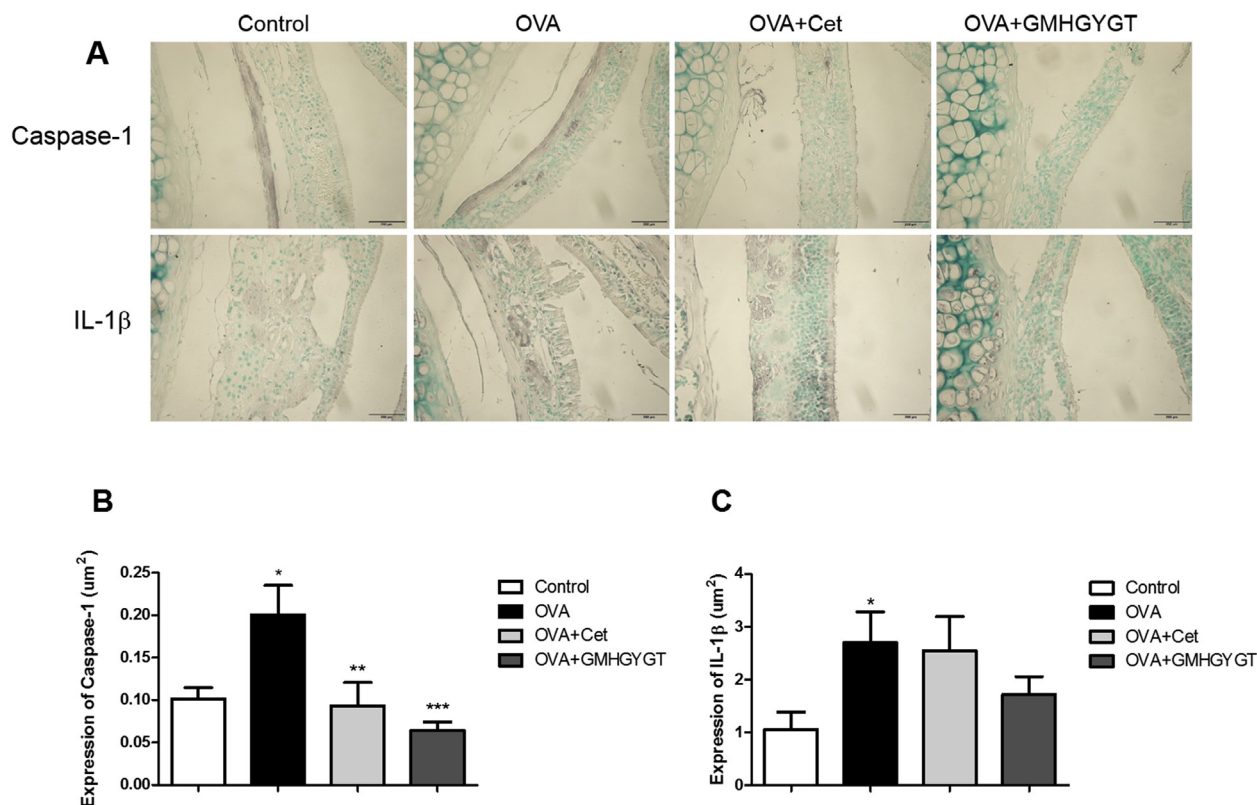 Control OVA OVA+Cet OVA+GMHGYGT
A
Caspase-1
IL-1β
B
Expression of Caspase-1 (um²)
0.25
0.20
0.15
0.10
0.05
0.00
*
**
***
Control
OVA
OVA+Cet
OVA+GMHGYGT
C
Expression of IL-1β (um²)
4
3
2
1
0
*
Control
OVA
OVA+Cet
OVA+GMHGYGT